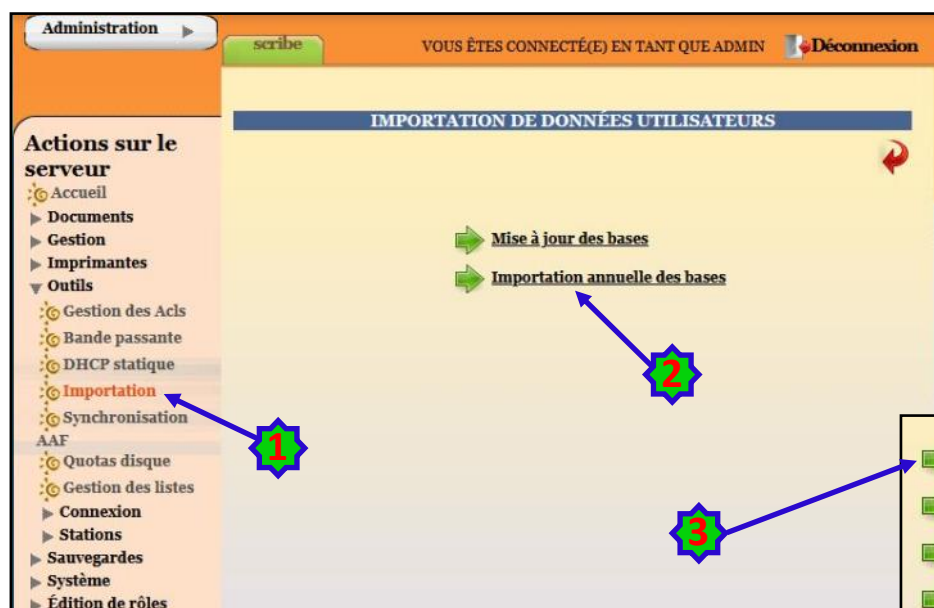 Administration
scribe
VOUS ÊTES CONNECTÉ(E) EN TANT QUE ADMIN
Déconnexion
IMPORTATION DE DONNÉES UTILISATEURS
Actions sur le
serveur
Accueil
Documents
Gestion
Imprimantes
Outils
Gestion des Acls
Bande passante
DHCP statique
Importation
Synchronisation
AAF
Quotas disque
Gestion des listes
Connexion
Stations
Sauvegardes
Système
Édition de rôles
Mise à jour des bases
Importation annuelle des bases
1
2
3